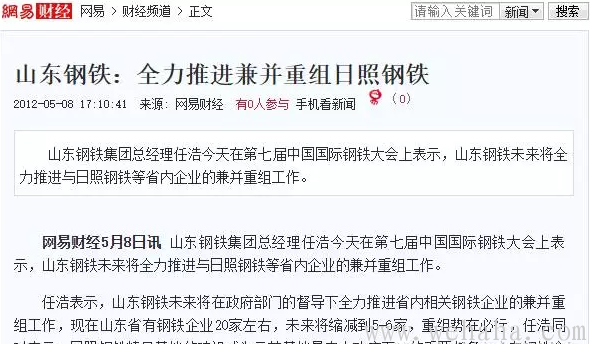 網易 财经 网易 > 财经频道 > 正文 请输入关键词 新闻 搜索
山东钢铁：全力推进兼并重组日照钢铁
2012-05-08 17:10:41 来源: 网易财经 有0人参与 手机看新闻 (0)
山东钢铁集团总经理任浩今天在第七届中国国际钢铁大会上表示，山东钢铁未来将全
力推进与日照钢铁等省内企业的兼并重组工作。
网易财经5月8日讯 山东钢铁集团总经理任浩今天在第七届中国国际钢铁大会上表
示，山东钢铁未来将全力推进与日照钢铁等省内企业的兼并重组工作。
任浩表示，山东钢铁未来将在政府部门的督导下全力推进省内相关钢铁企业的兼并重
组工作，现在山东省有钢铁企业20家左右，未来将缩减到5-6家，重组势在必行，任浩同